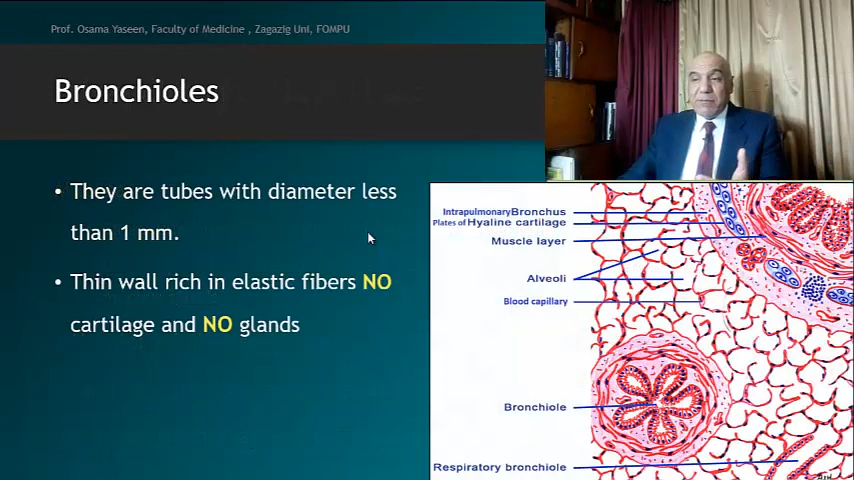 Prof. Osama Yaseen, Faculty of Medicine , Zagazig Uni, FOMPU
Bronchioles
• They are tubes with diameter less
than 1 mm.
• Thin wall rich in elastic fibers NO
cartilage and NO glands
Intrapulmonary Bronchus
Plates of Hyaline cartilage
Muscle layer
Alveoli
Blood capillary
Bronchiole
Respiratory bronchiole